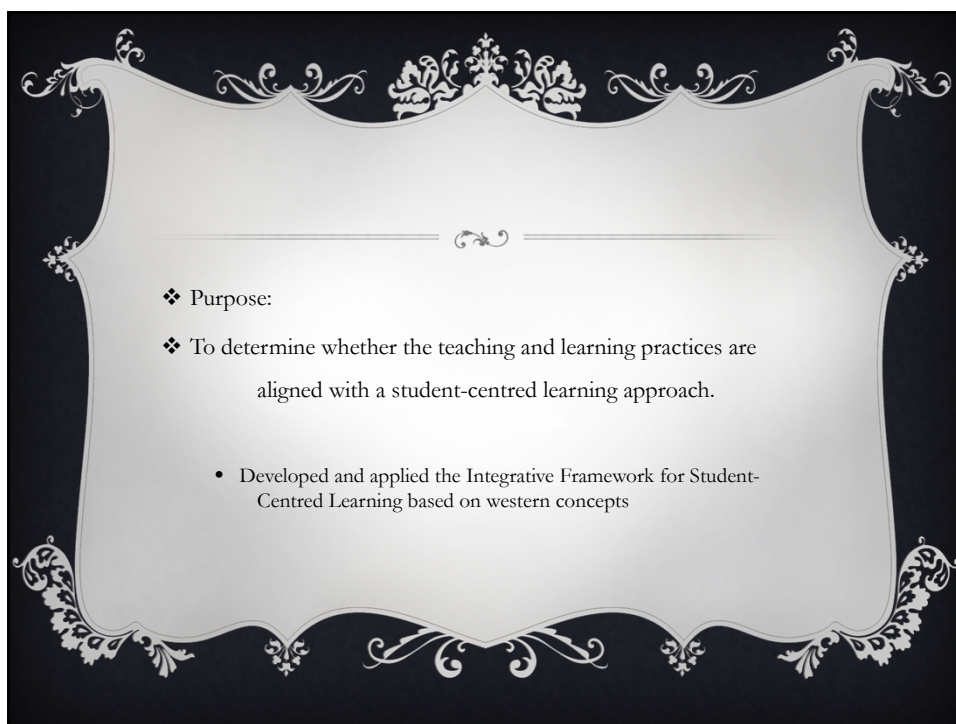 ❖ Purpose:
❖ To determine whether the teaching and learning practices are
aligned with a student-centred learning approach.
• Developed and applied the Integrative Framework for Student-
Centred Learning based on western concepts